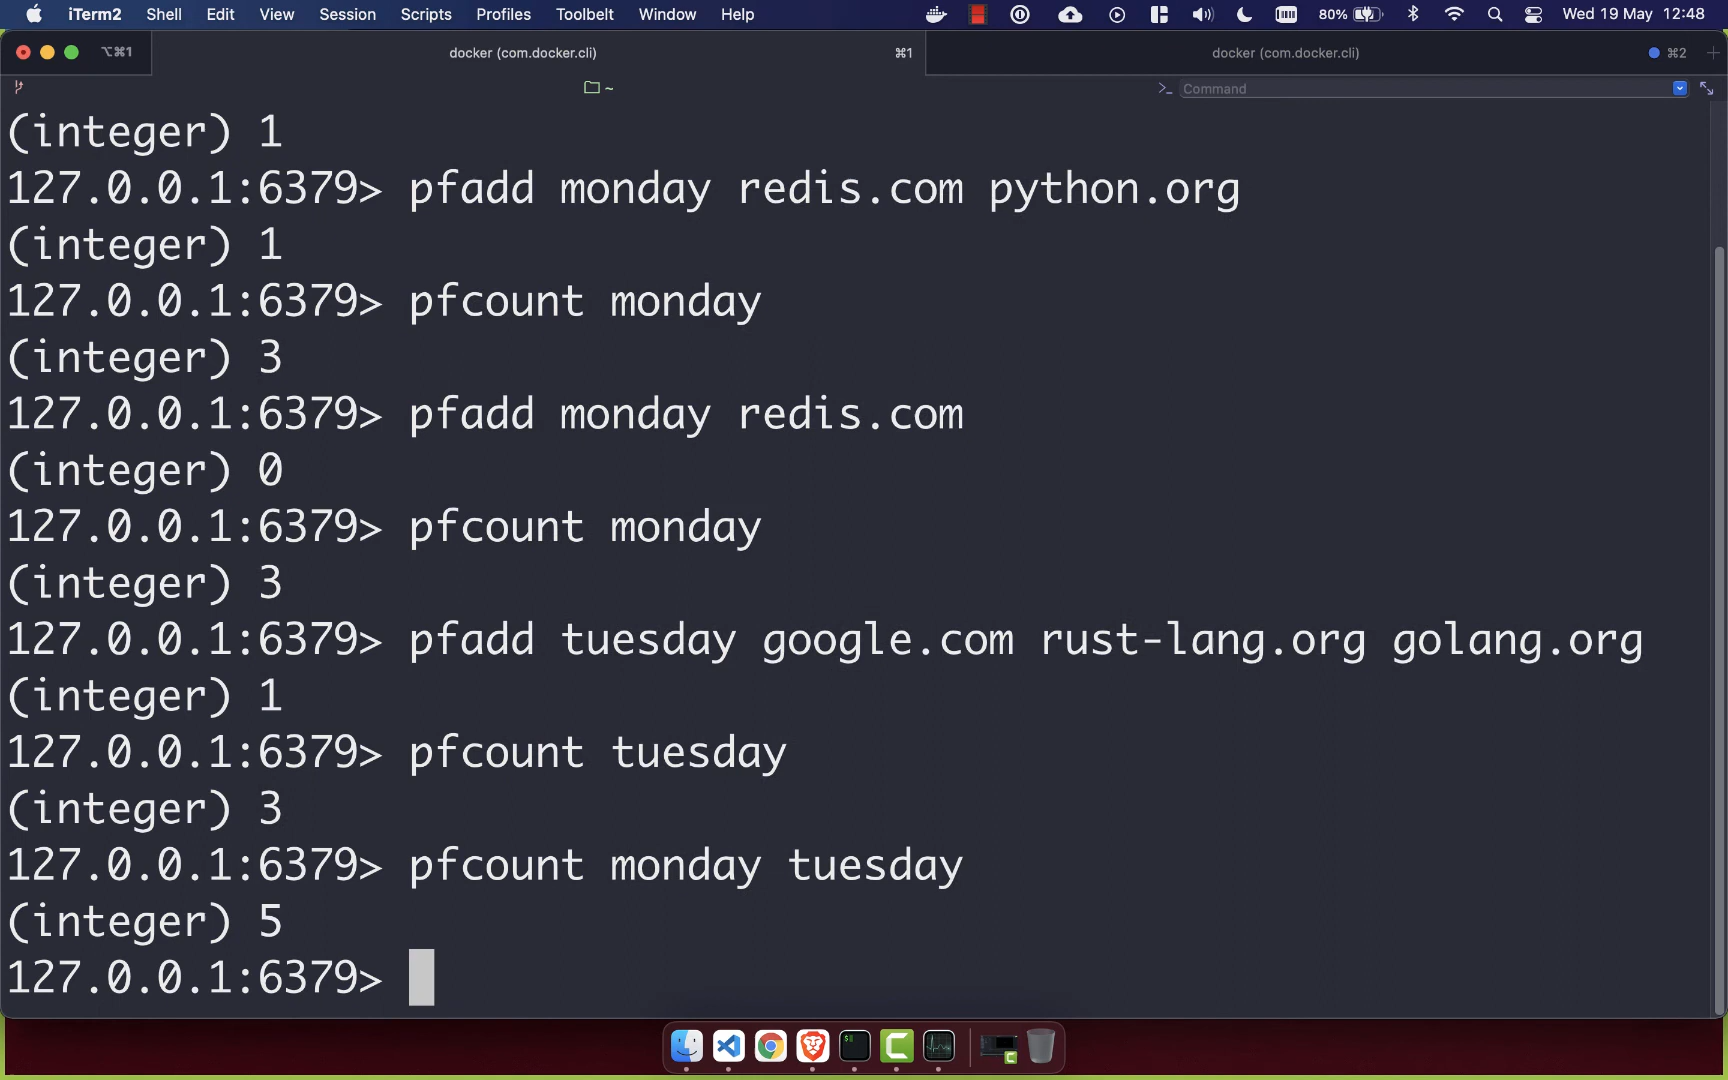 iTerm2 Shell Edit View Session Scripts Profiles Toolbelt Window Help 80% Wed 19 May 12:48
⌥⌘1 docker (com.docker.cli) ⌘1 docker (com.docker.cli) ⌘2
~ Command
(integer) 1
127.0.0.1:6379> pfadd monday redis.com python.org
(integer) 1
127.0.0.1:6379> pfcount monday
(integer) 3
127.0.0.1:6379> pfadd monday redis.com
(integer) 0
127.0.0.1:6379> pfcount monday
(integer) 3
127.0.0.1:6379> pfadd tuesday google.com rust-lang.org golang.org
(integer) 1
127.0.0.1:6379> pfcount tuesday
(integer) 3
127.0.0.1:6379> pfcount monday tuesday
(integer) 5
127.0.0.1:6379>